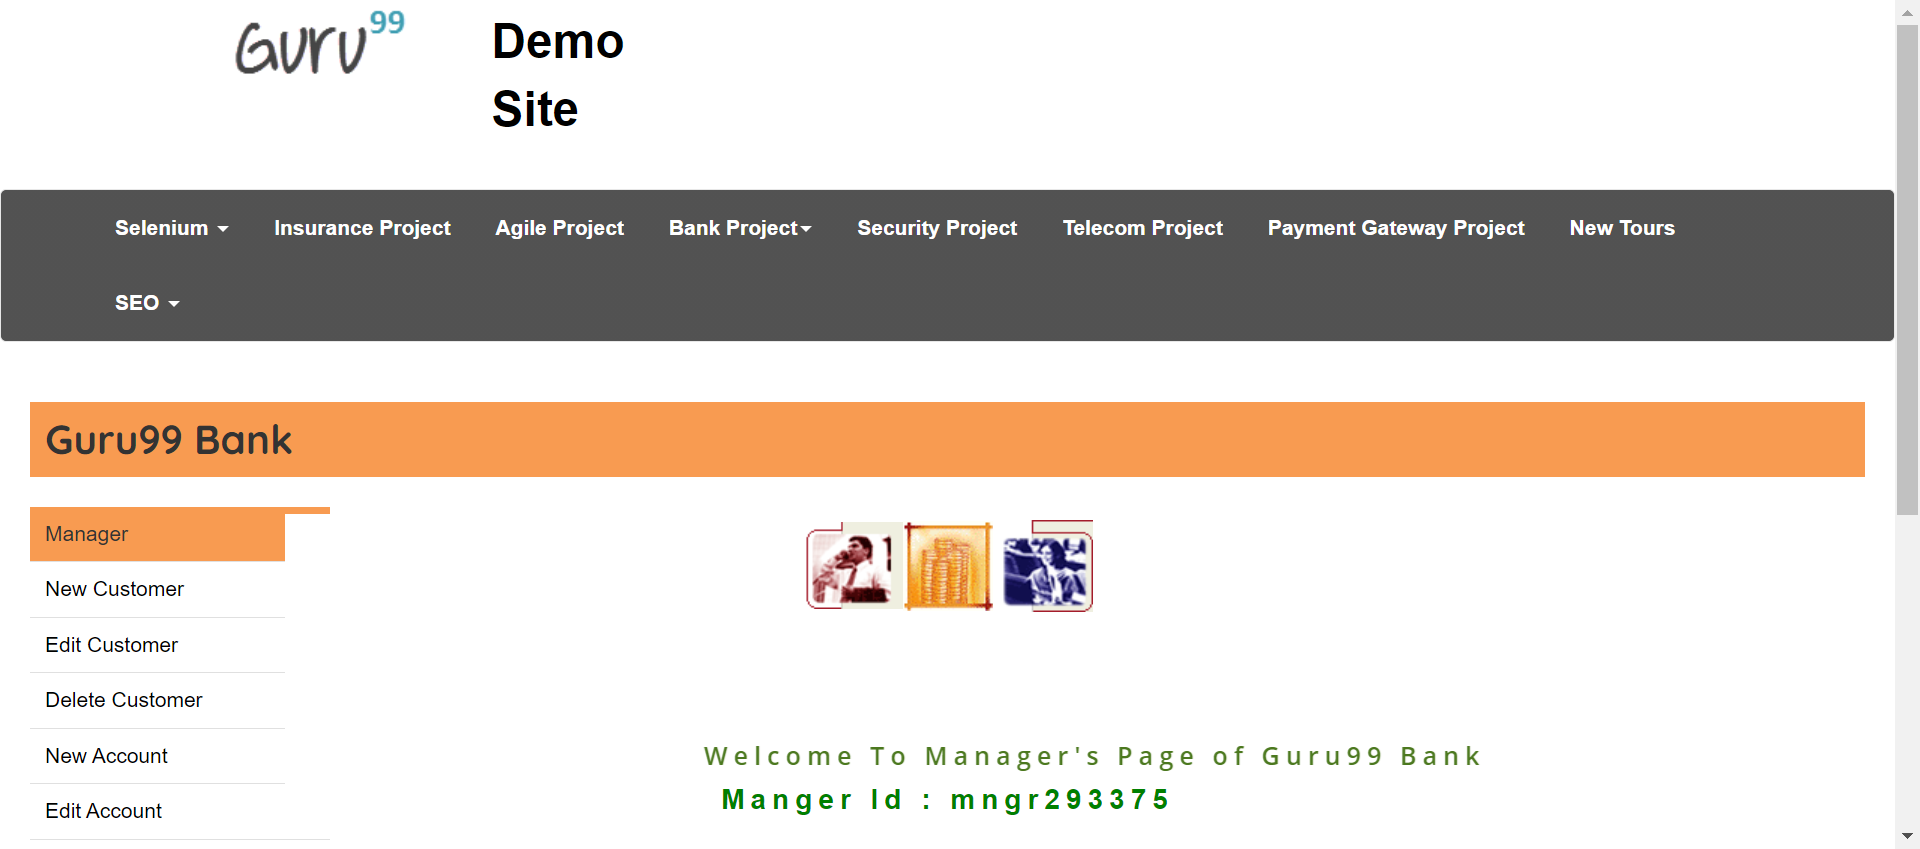 Guru99
Demo
Site
Selenium Insurance Project Agile Project Bank Project Security Project Telecom Project Payment Gateway Project New Tours
SEO
Guru99 Bank
Manager
New Customer
Edit Customer
Delete Customer
New Account
Edit Account
Welcome To Manager's Page of Guru99 Bank
Manger Id : mngr293375